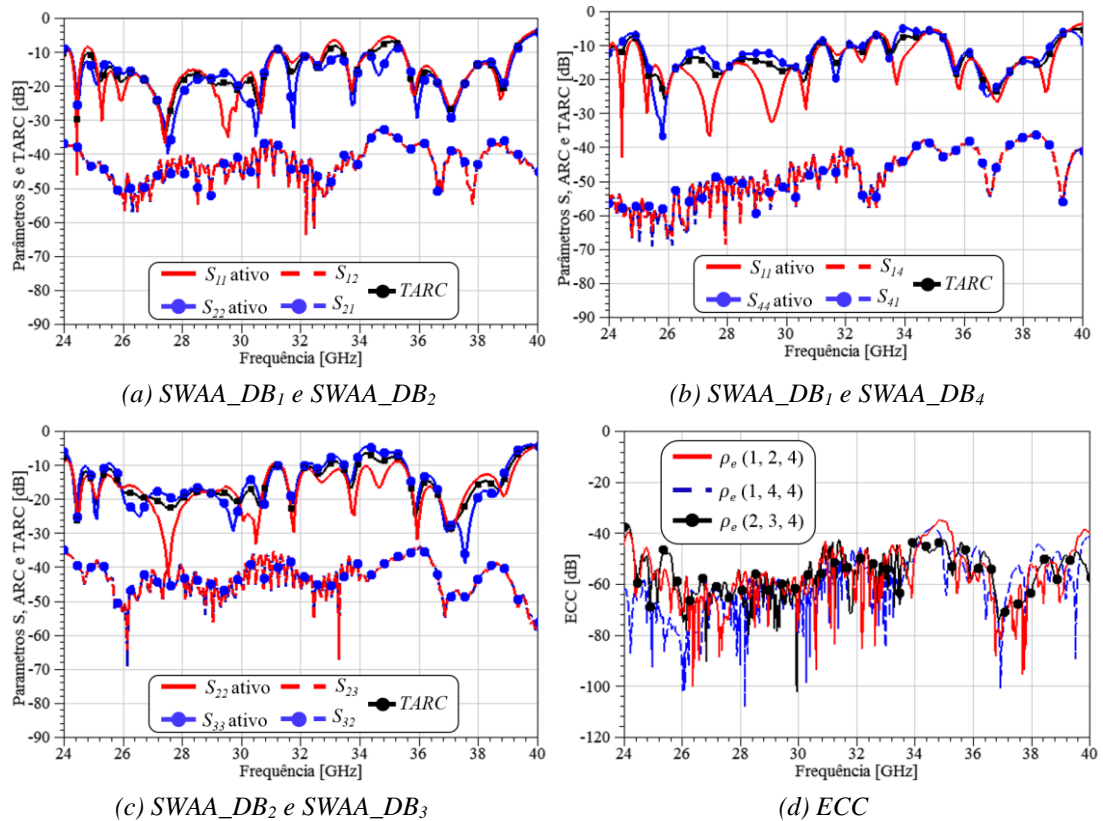 0
-10
-20
-30
-40
-50
-60
-70
-80
-90
Parâmetros S e TARC [dB]
S11 ativo
S12
TARC
S22 ativo
S21
24 26 28 30 32 34 36 38 40
Frequência [GHz]
(a) SWAA_DB1 e SWAA_DB2
0
-10
-20
-30
-40
-50
-60
-70
-80
-90
Parâmetros S, ARC e TARC [dB]
S11 ativo
S14
TARC
S44 ativo
S41
24 26 28 30 32 34 36 38 40
Frequência [GHz]
(b) SWAA_DB1 e SWAA_DB4
0
-10
-20
-30
-40
-50
-60
-70
-80
-90
Parametros S, ARC e TARC [dB]
S22 ativo
S23
TARC
S33 ativo
S32
24 26 28 30 32 34 36 38 40
Frequência [GHz]
(c) SWAA_DB2 e SWAA_DB3
0
-20
-40
-60
-80
-100
-120
ECC [dB]
ρe (1, 2, 4)
ρe (1, 4, 4)
ρe (2, 3, 4)
24 26 28 30 32 34 36 38 40
Frequência [GHz]
(d) ECC